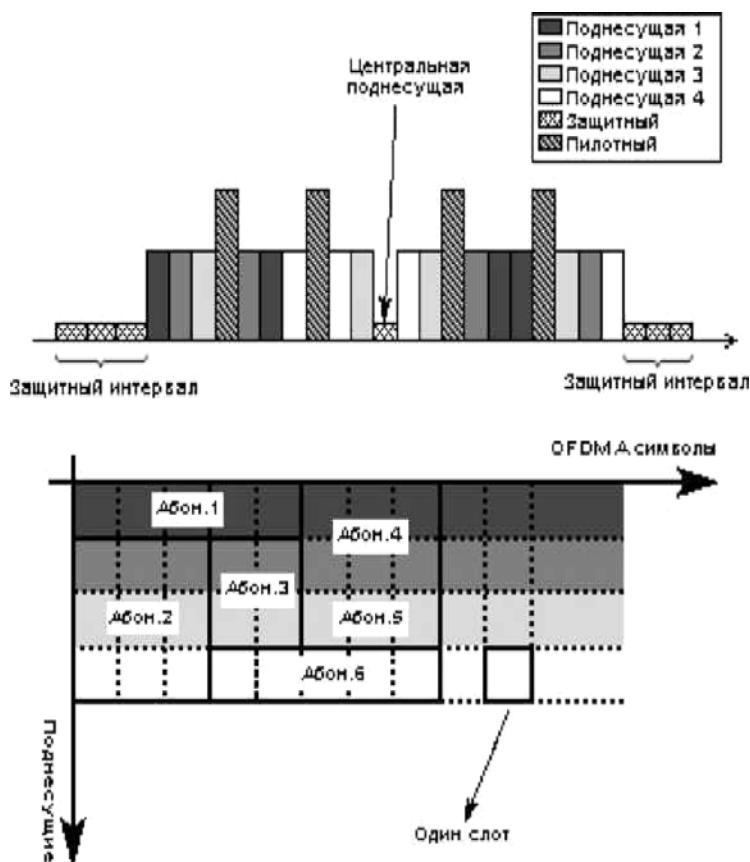 Поднесущая 1
Поднесущая 2
Поднесущая 3
Поднесущая 4
Защитный
Пилотный
Центральная
поднесущая
Защитный интервал
Защитный интервал
OFDMA символы
Абон.1
Абон.4
Абон.3
Абон.2
Абон.5
Абон.6
Поднесущие
Один слот